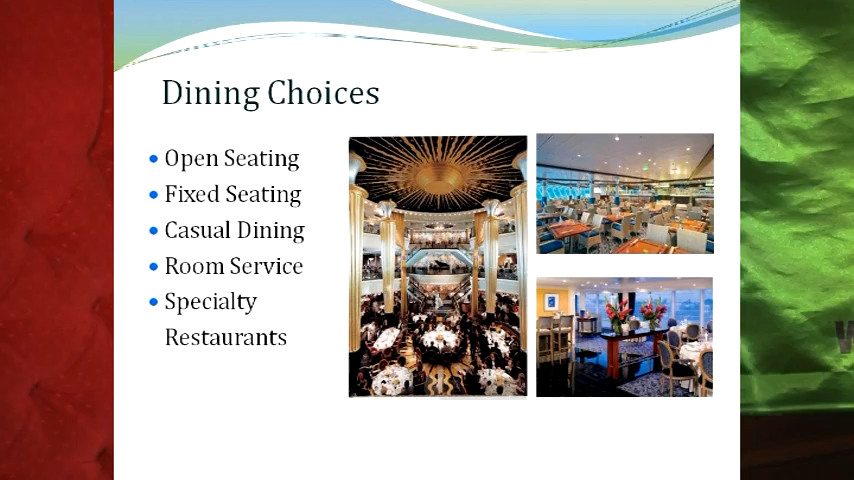 Dining Choices
• Open Seating
• Fixed Seating
• Casual Dining
• Room Service
• Specialty
Restaurants